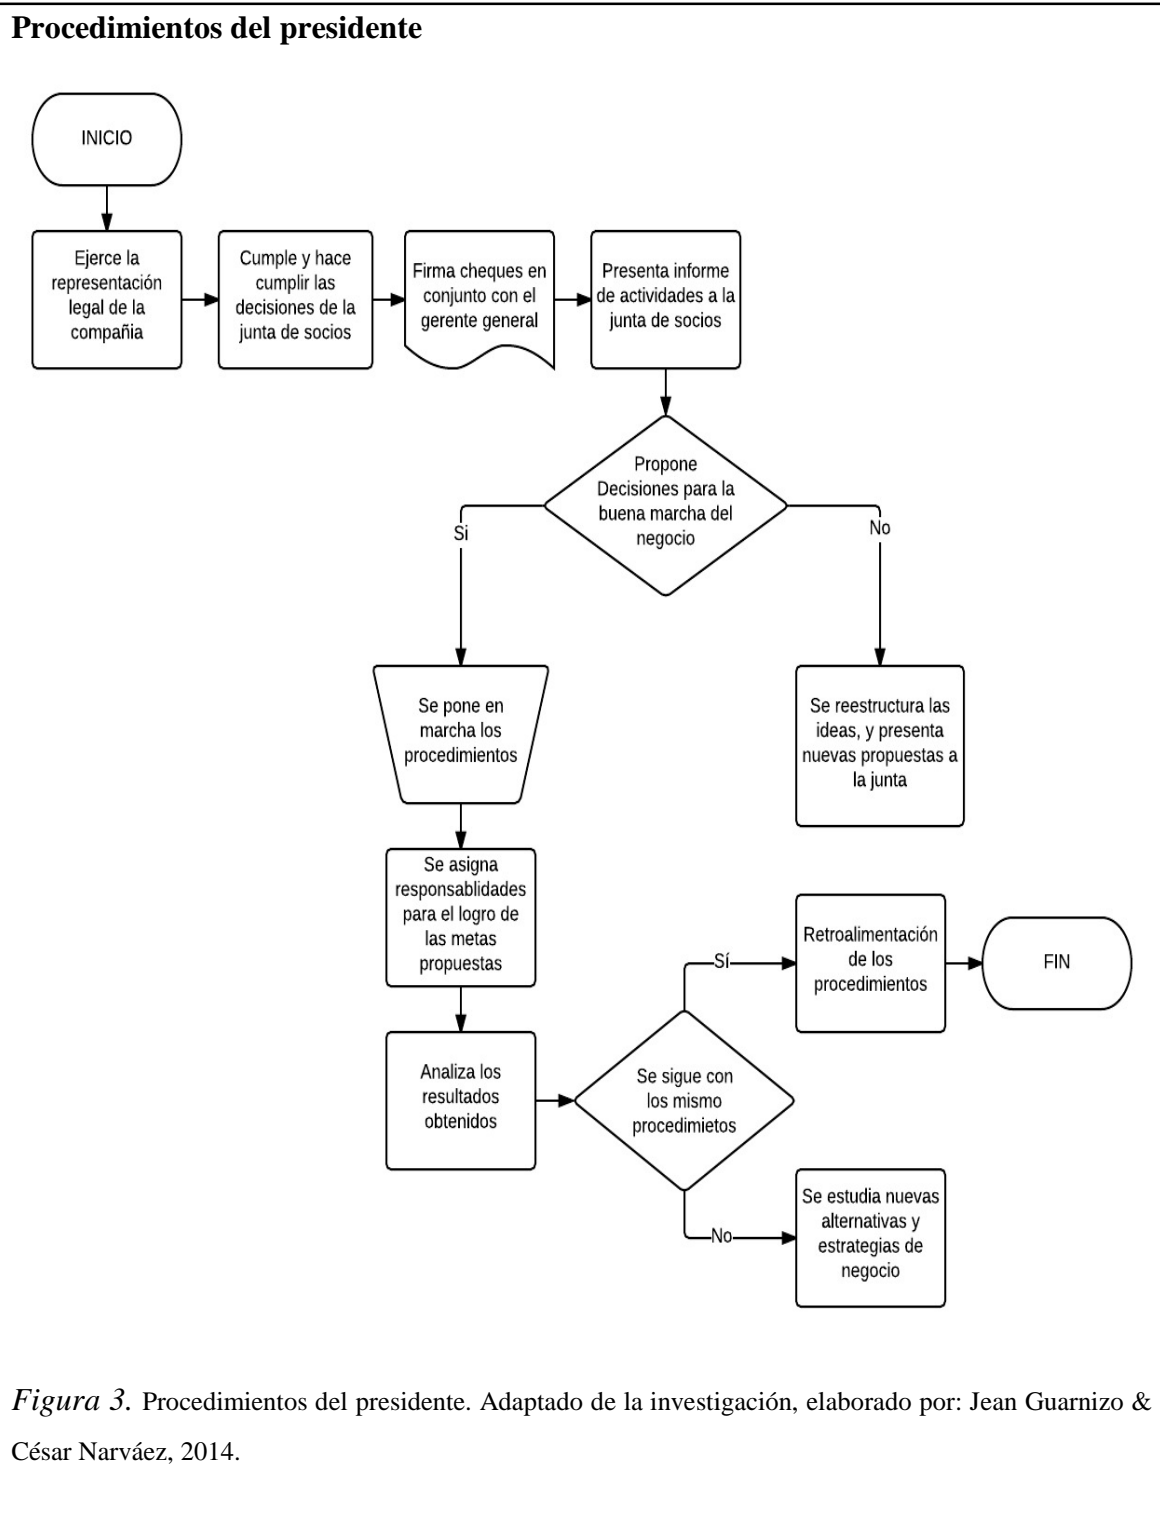 Procedimientos del presidente
INICIO
Ejerce la
representación
legal de la
compañia
Cumple y hace
cumplir las
decisiones de la
junta de socios
Firma cheques en
conjunto con el
gerente general
Presenta informe
de actividades a la
junta de socios
Propone
Decisiones para la
buena marcha del
negocio
Si
No
Se pone en
marcha los
procedimientos
Se reestructura las
ideas, y presenta
nuevas propuestas a
la junta
Se asigna
responsablidades
para el logro de
las metas
propuestas
Sí
Retroalimentación
de los
procedimientos
FIN
Analiza los
resultados
obtenidos
Se sigue con
los mismo
procedimietos
No
Se estudia nuevas
alternativas y
estrategias de
negocio
Figura 3. Procedimientos del presidente. Adaptado de la investigación, elaborado por: Jean Guarnizo &
César Narváez, 2014.